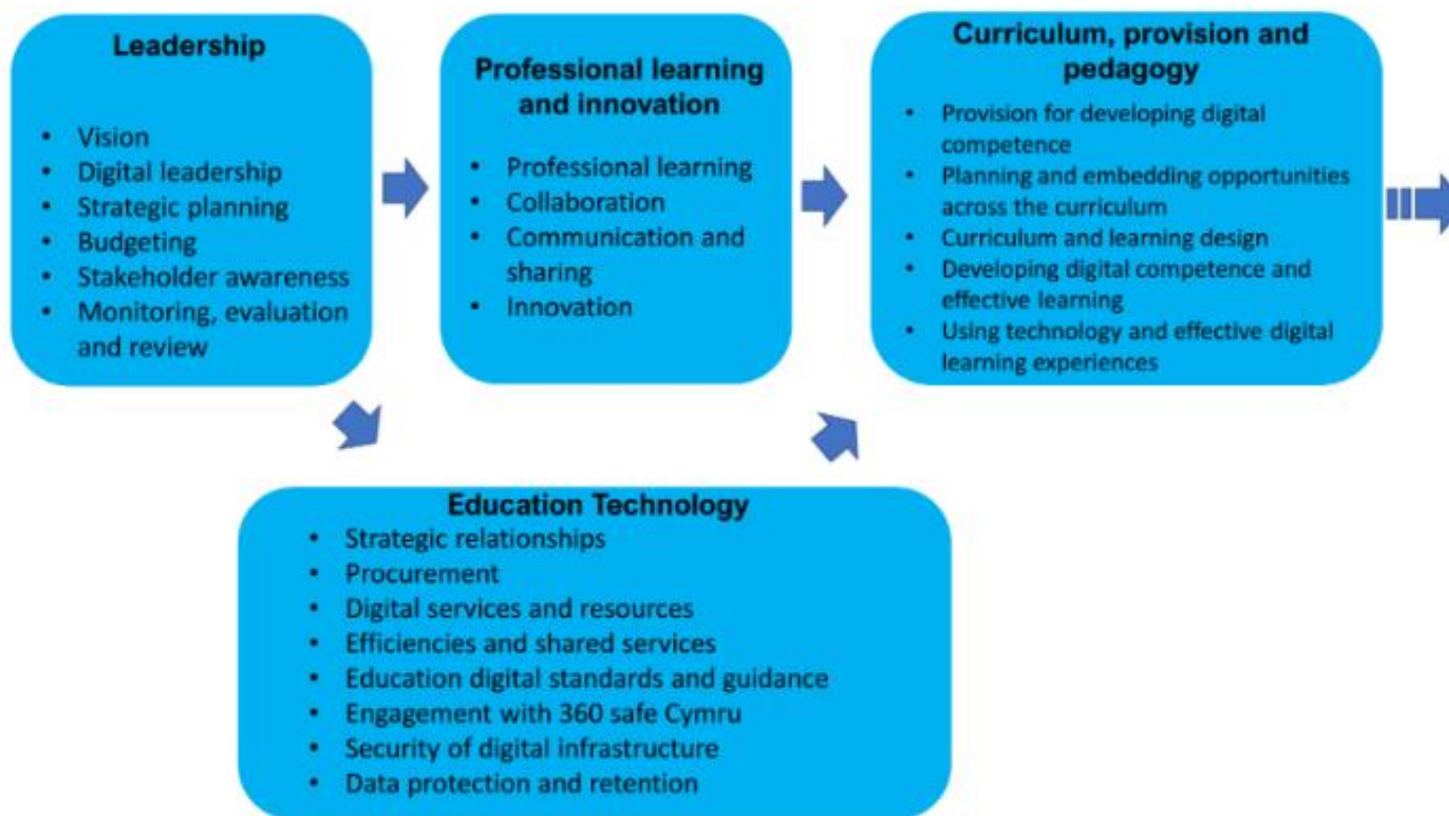 Leadership
• Vision
• Digital leadership
• Strategic planning
• Budgeting
• Stakeholder awareness
• Monitoring, evaluation
and review
Professional learning
and innovation
• Professional learning
• Collaboration
• Communication and
sharing
• Innovation
Curriculum, provision and
pedagogy
• Provision for developing digital
competence
• Planning and embedding opportunities
across the curriculum
• Curriculum and learning design
• Developing digital competence and
effective learning
• Using technology and effective digital
learning experiences
Education Technology
• Strategic relationships
• Procurement
• Digital services and resources
• Efficiencies and shared services
• Education digital standards and guidance
• Engagement with 360 safe Cymru
• Security of digital infrastructure
• Data protection and retention